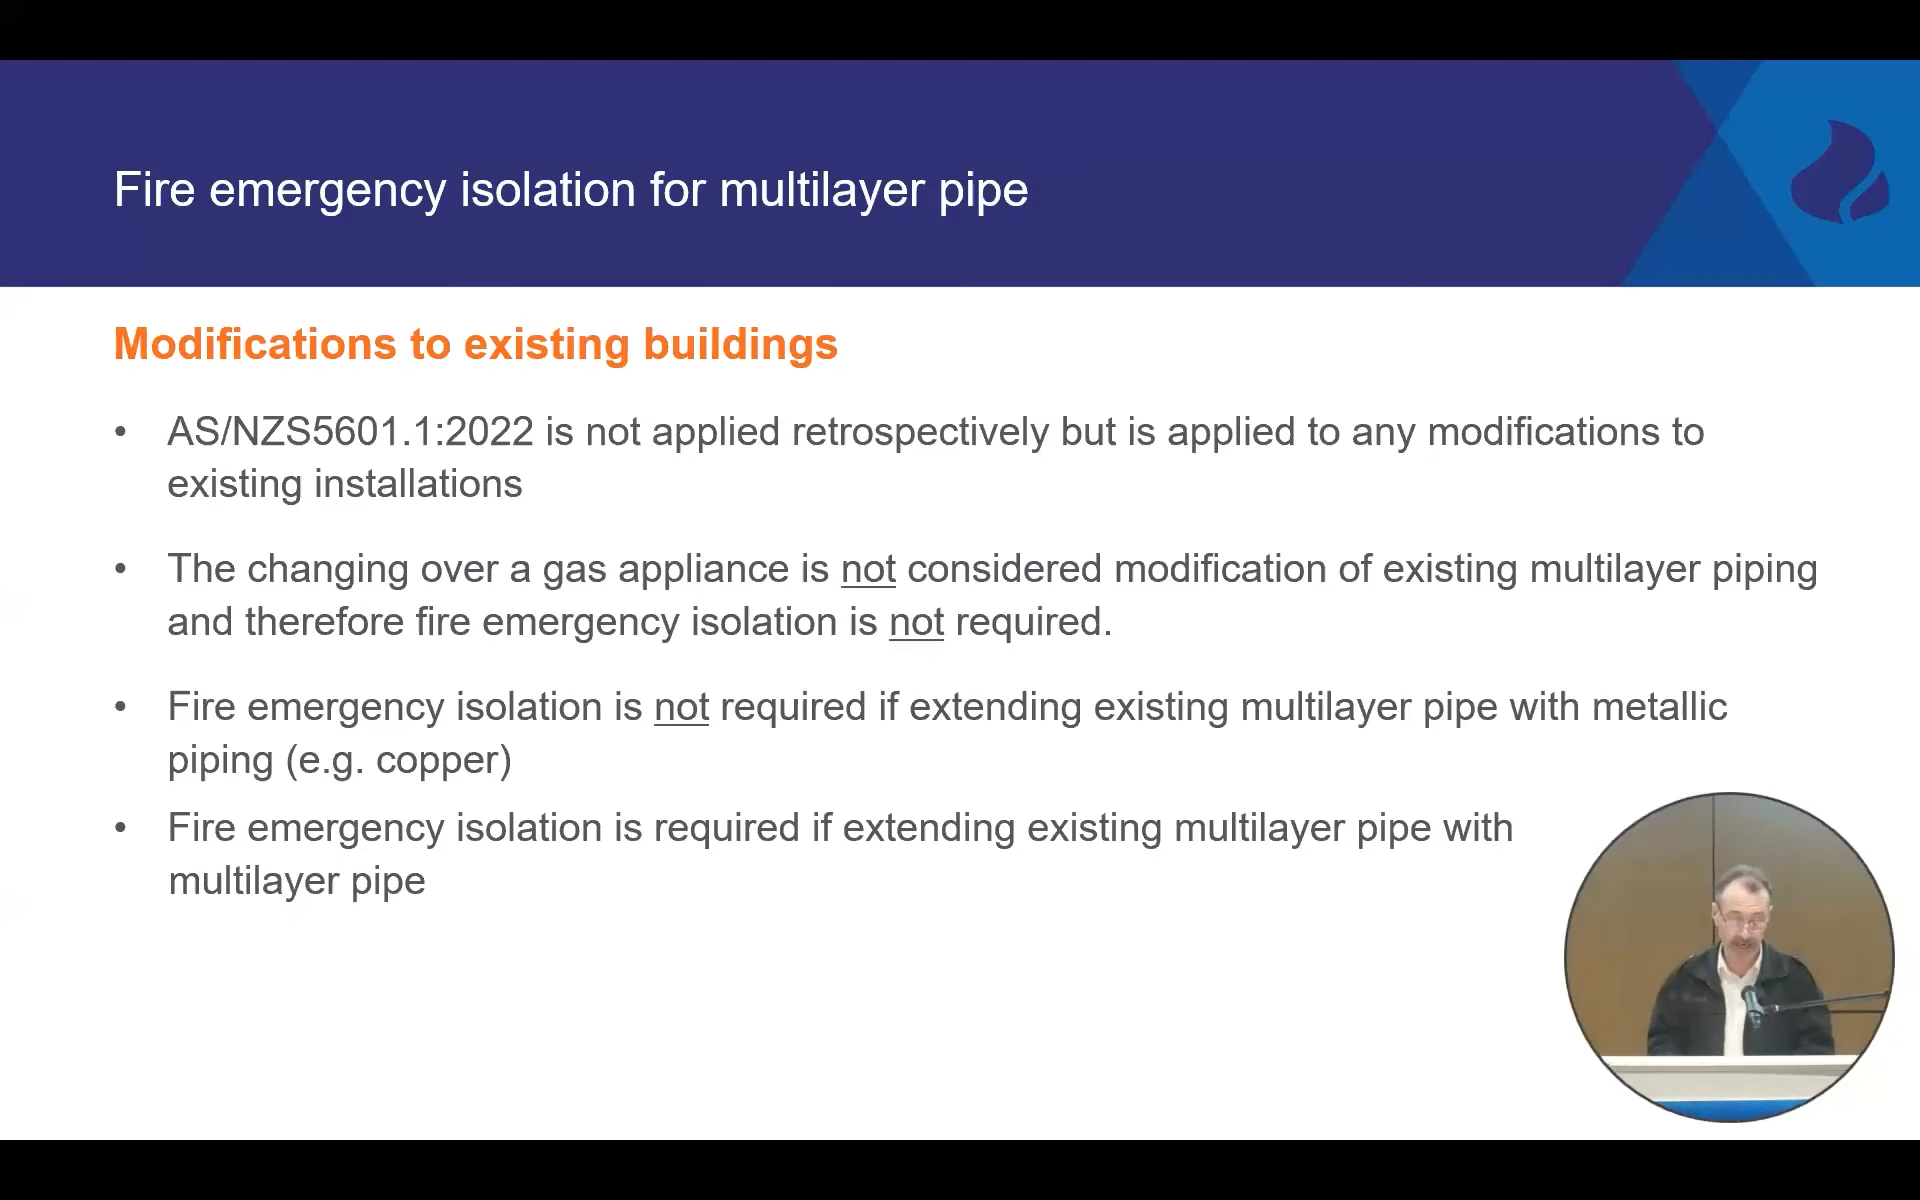 Fire emergency isolation for multilayer pipe
Modifications to existing buildings
• AS/NZS5601.1:2022 is not applied retrospectively but is applied to any modifications to
existing installations
• The changing over a gas appliance is not considered modification of existing multilayer piping
and therefore fire emergency isolation is not required.
• Fire emergency isolation is not required if extending existing multilayer pipe with metallic
piping (e.g. copper)
• Fire emergency isolation is required if extending existing multilayer pipe with
multilayer pipe